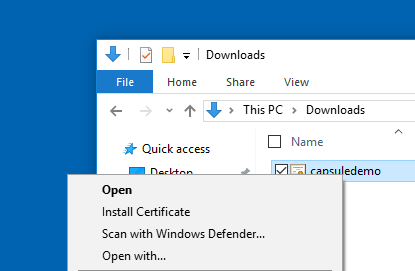 Downloads
File Home Share View
This PC Downloads
Quick access
Name
Desktop
capsuledemo
Open
Install Certificate
Scan with Windows Defender...
Open with...